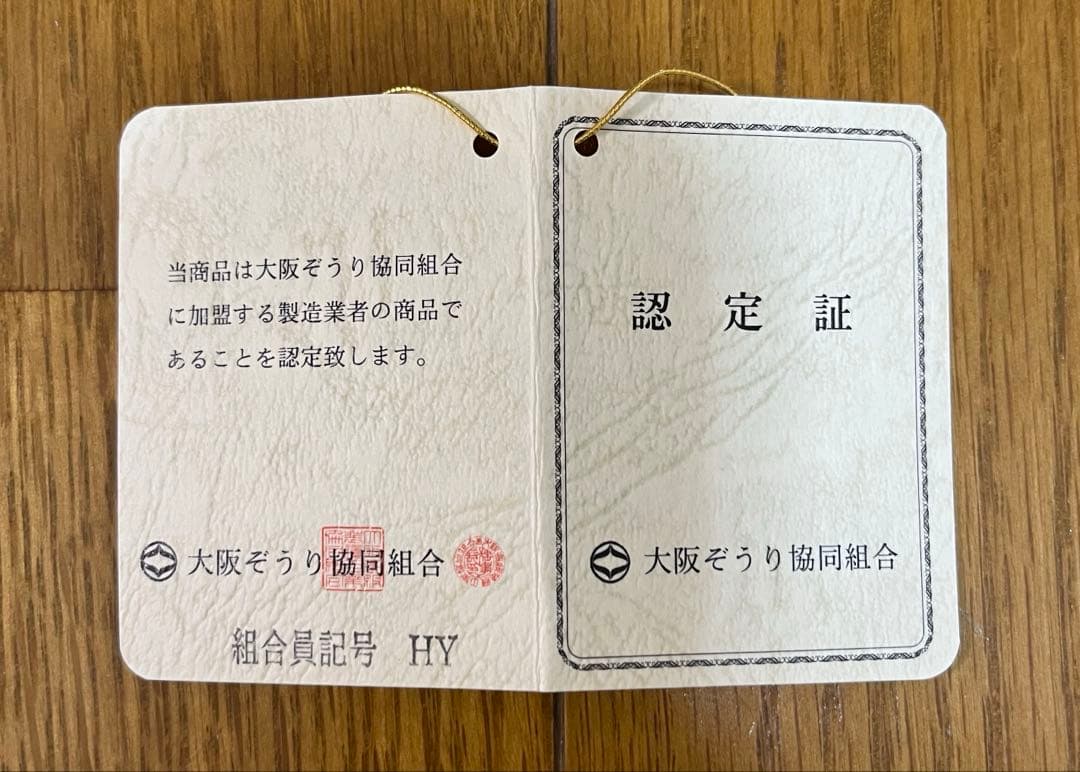 当商品は大阪ぞうり協同組合
に加盟する製造業者の商品で
あることを認定致します。
大阪ぞうり協同組合
組合員記号 HY
認定証
大阪ぞうり協同組合